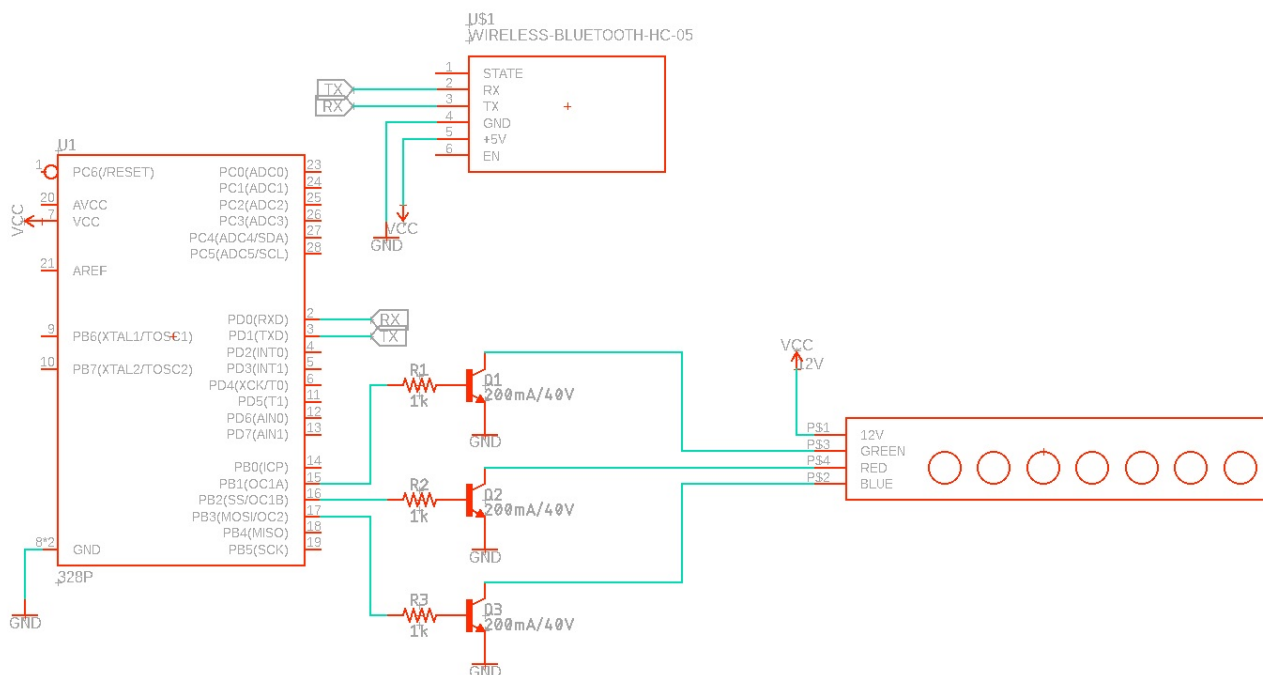 U$1
WIRELESS-BLUETOOTH-HC-05
1 STATE
TX 2 RX
RX 3 TX
4 GND
5 +5V
6 EN
VCC
GND
U1
1 PC6(/RESET) PC0(ADC0) 23
PC1(ADC1) 24
20 AVCC PC2(ADC2) 25
VCC 7 VCC PC3(ADC3) 26
PC4(ADC4/SDA) 27
PC5(ADC5/SCL) 28
21 AREF
PD0(RXD) 2 RX
9 PB6(XTAL1/TOSC1) PD1(TXD) 3 TX
PD2(INT0) 4
10 PB7(XTAL2/TOSC2) PD3(INT1) 5
PD4(XCK/T0) 6
PD5(T1) 11
PD6(AIN0) 12
PD7(AIN1) 13
PB0(ICP) 14
PB1(OC1A) 15
PB2(SS/OC1B) 16
PB3(MOSI/OC2) 17
PB4(MISO) 18
8*2 GND PB5(SCK) 19
328P
GND
R1
1k
Q1
200mA/40V
GND
R2
1k
Q2
200mA/40V
GND
R3
1k
Q3
200mA/40V
GND
VCC
12V
P$1 12V
P$3 GREEN
P$4 RED
P$2 BLUE